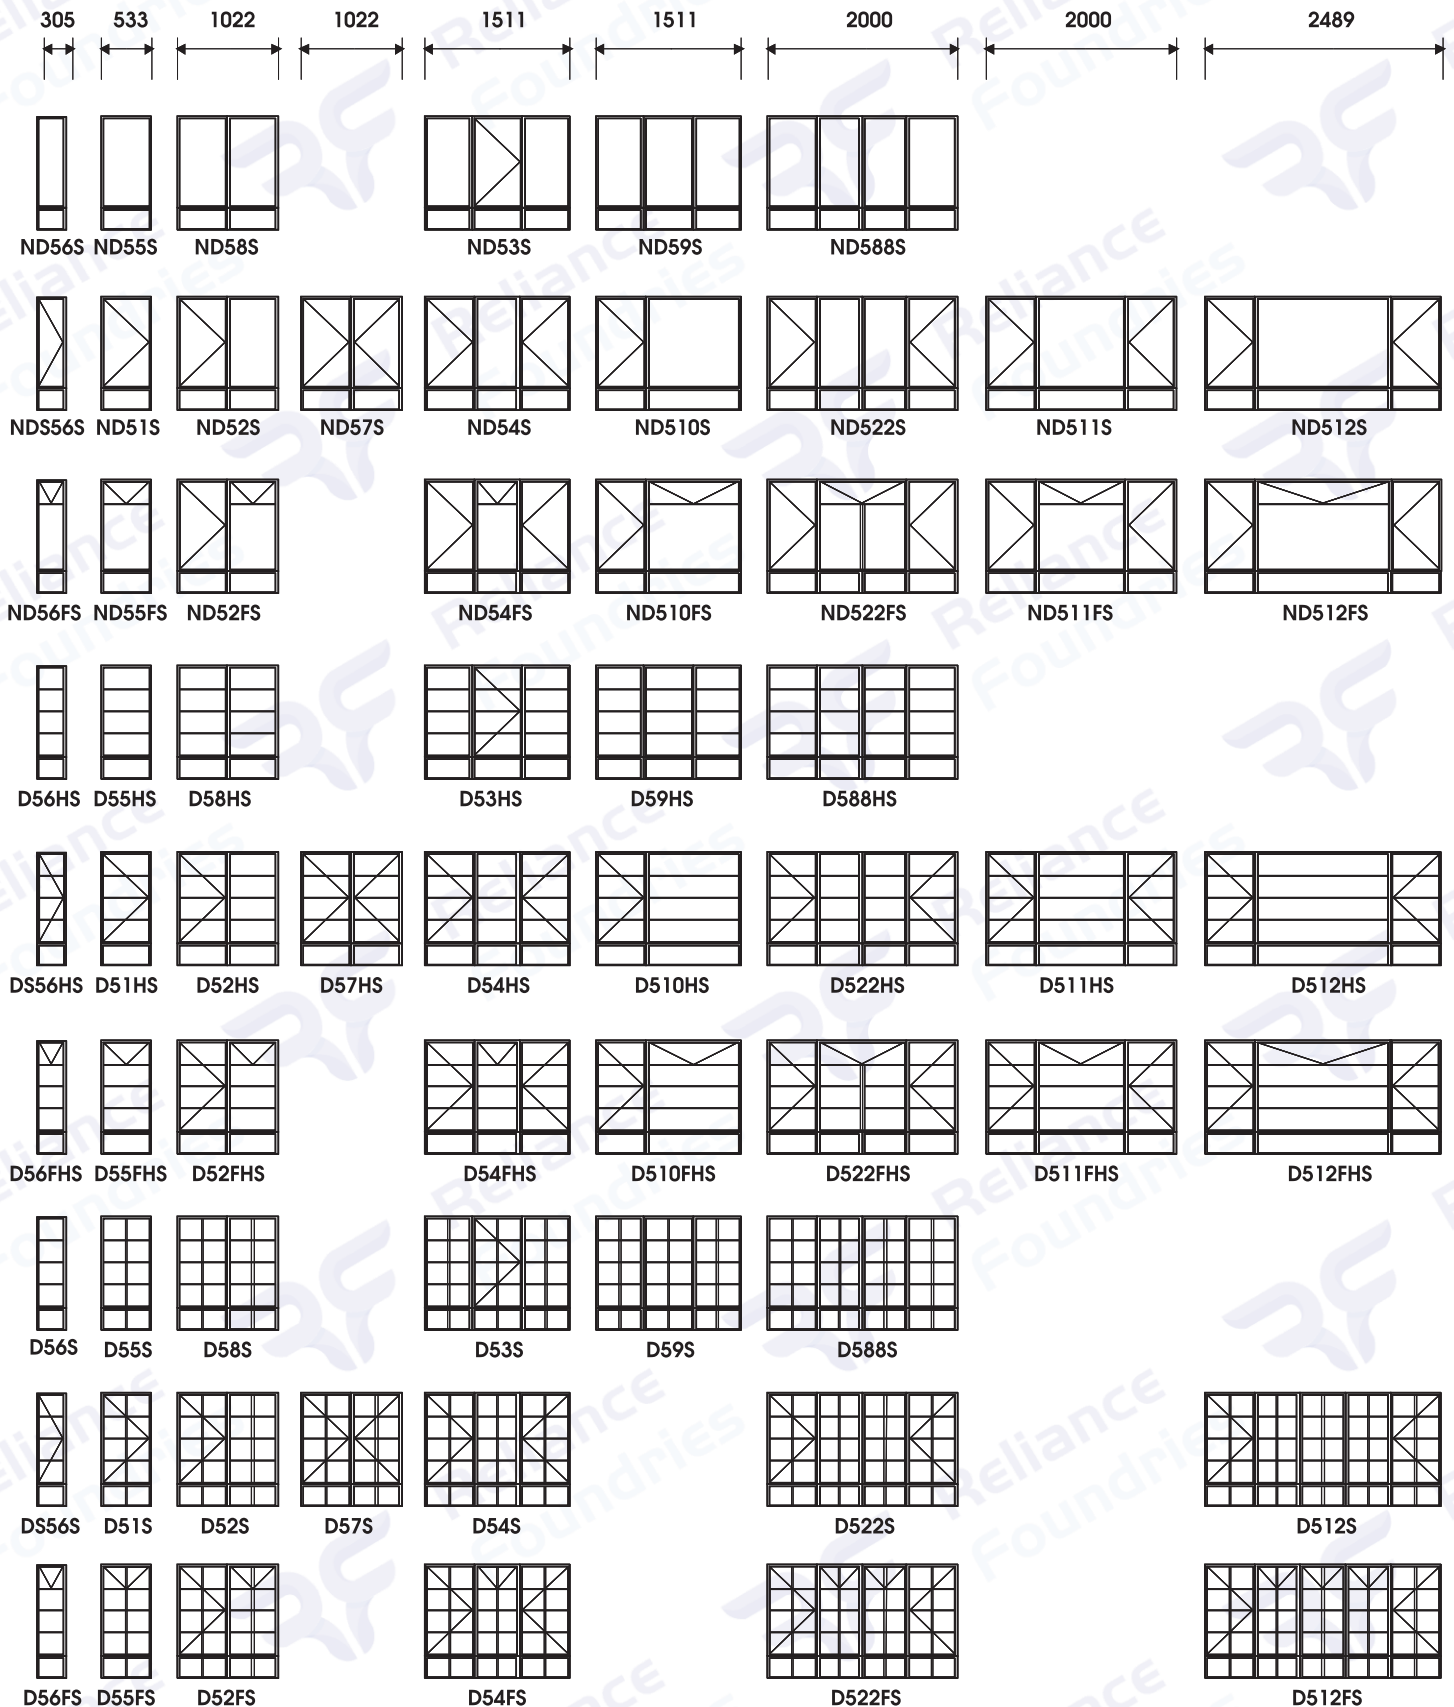 305 533 1022 1022 1511 1511 2000 2000 2489
ND56S ND55S ND58S ND53S ND59S ND588S
NDS56S ND51S ND52S ND57S ND54S ND510S ND522S ND511S ND512S
ND56FS ND55FS ND52FS ND54FS ND510FS ND522FS ND511FS ND512FS
D56HS D55HS D58HS D53HS D59HS D588HS
DS56HS D51HS D52HS D57HS D54HS D510HS D522HS D511HS D512HS
D56FHS D55FHS D52FHS D54FHS D510FHS D522FHS D511FHS D512FHS
D56S D55S D58S D53S D59S D588S
DS56S D51S D52S D57S D54S D522S D512S
D56FS D55FS D52FS D54FS D522FS D512FS
Reliance
Foundries